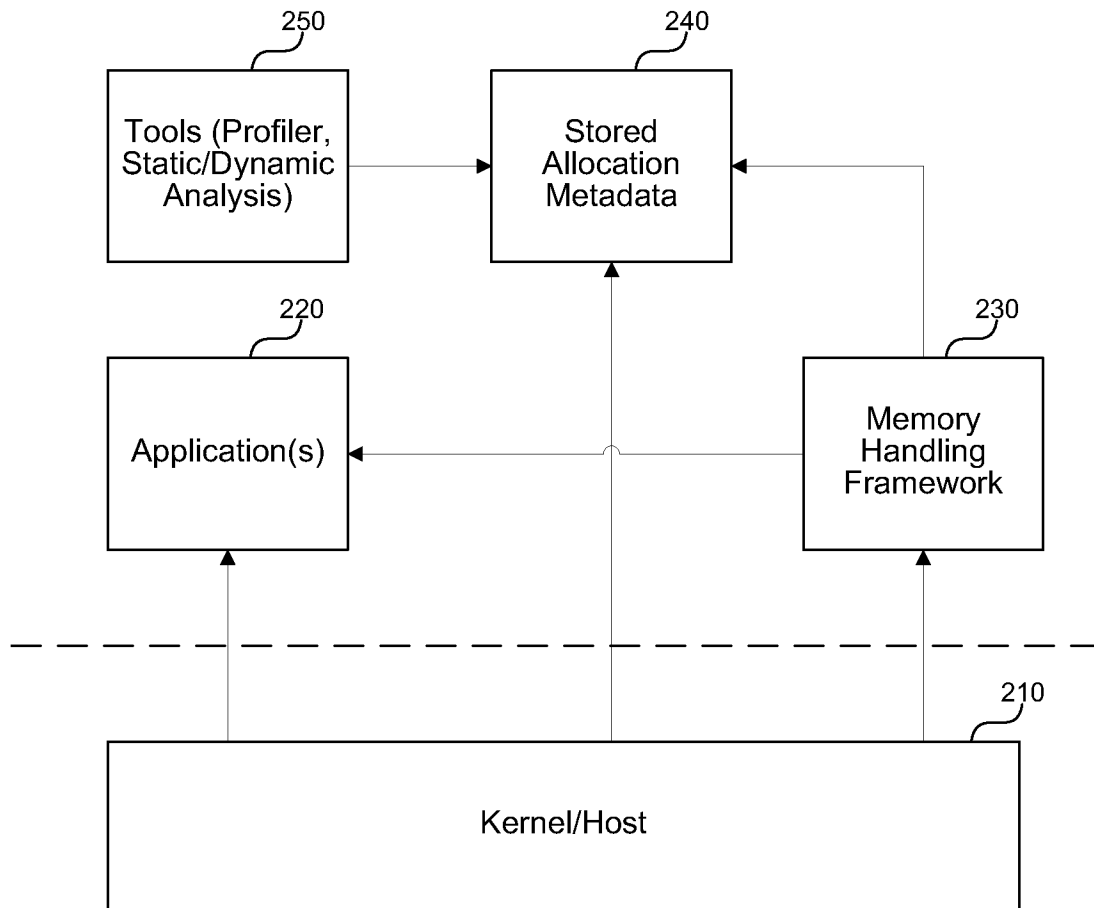 250
240
Tools (Profiler,
Static/Dynamic
Analysis)
Stored
Allocation
Metadata
220
230
Application(s)
Memory
Handling
Framework
210
Kernel/Host